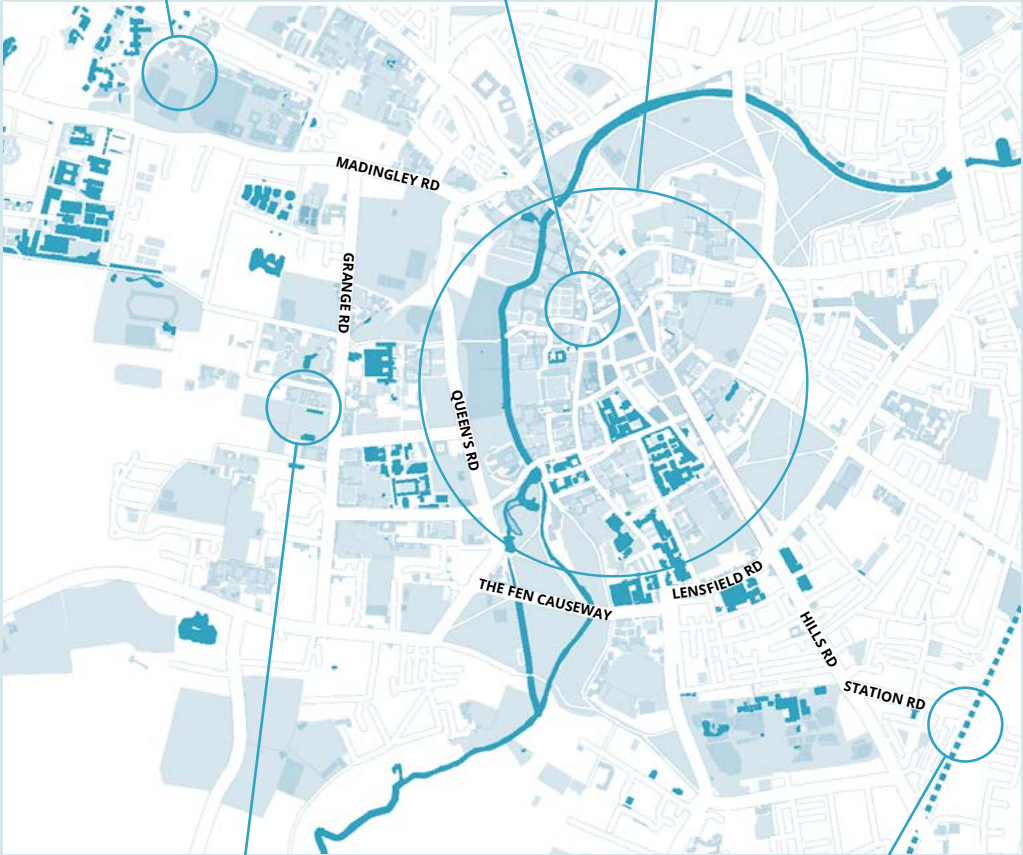 MADINGLEY RD
GRANGE RD
QUEEN'S RD
THE FEN CAUSEWAY
LENSFIELD RD
HILLS RD
STATION RD